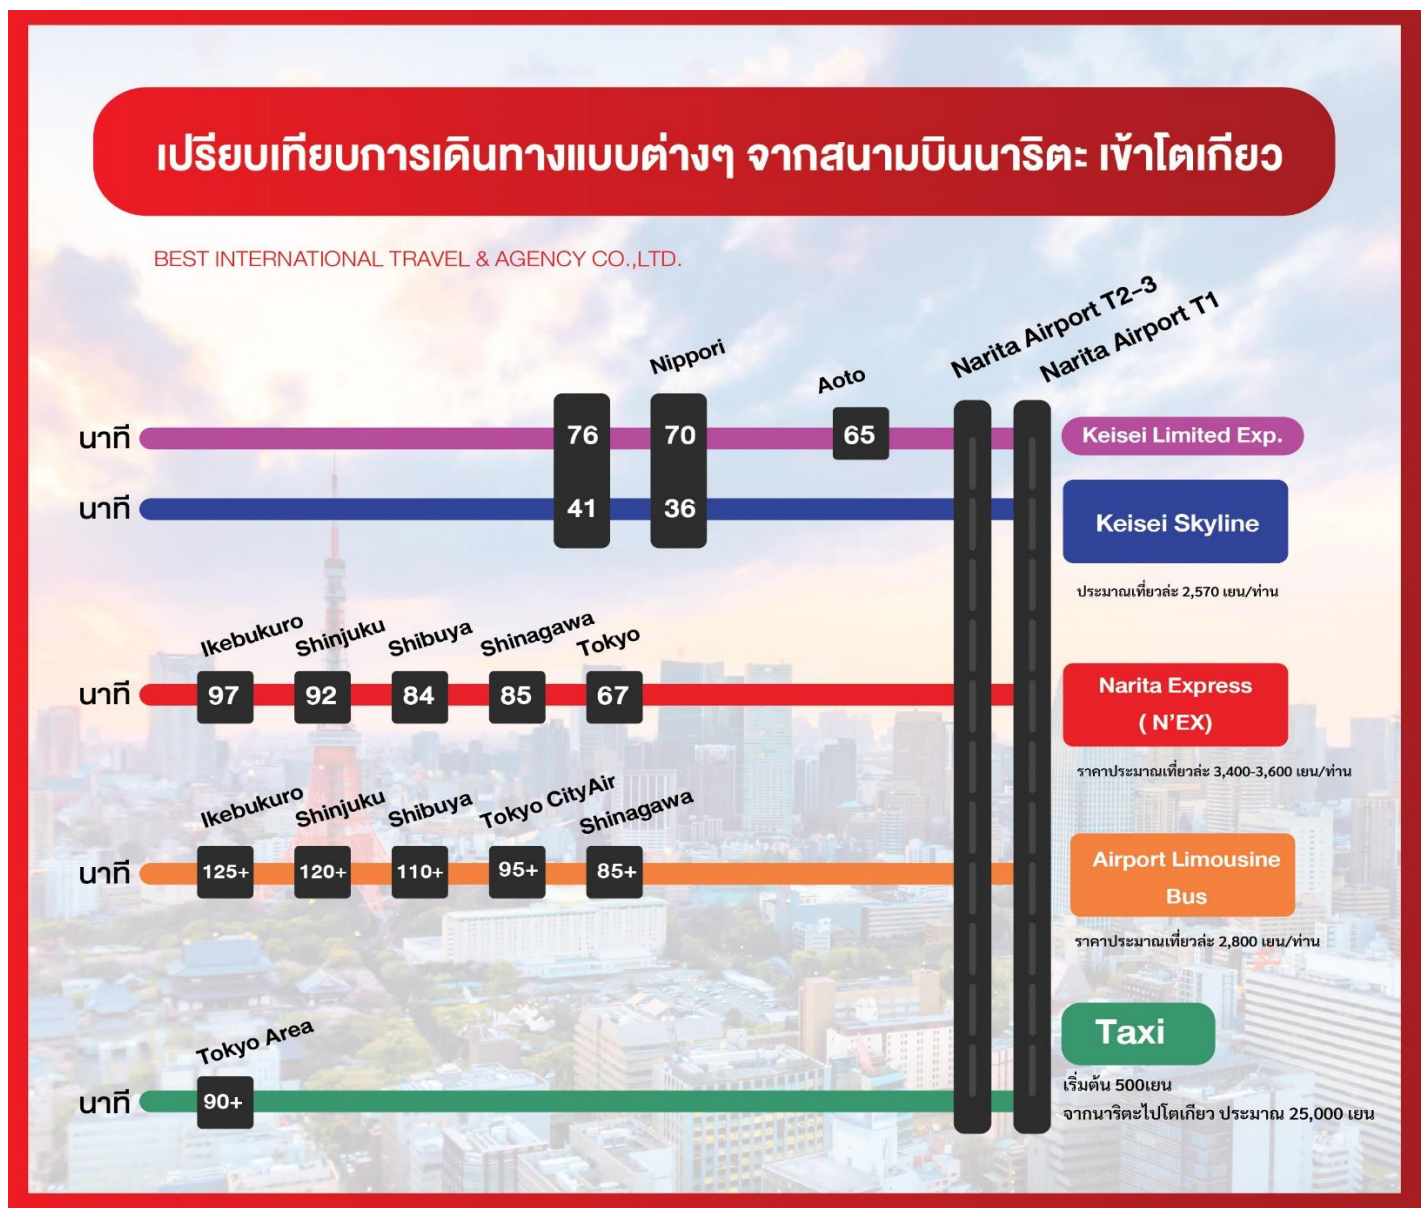 เปรียบเทียบการเดินทางแบบต่างๆ จากสนามบินนาริตะ เข้าโตเกียว
BEST INTERNATIONAL TRAVEL & AGENCY CO.,LTD.
Nippori
Aoto
Narita Airport T2-3
Narita Airport T1
นาที
76
70
65
Keisei Limited Exp.
นาที
41
36
Keisei Skyline
ประมาณเที่ยวล่ะ 2,570 เยน/ท่าน
Ikebukuro
Shinjuku
Shibuya
Shinagawa
Tokyo
นาที
97
92
84
85
67
Narita Express
( N'EX)
ราคาประมาณเที่ยวล่ะ 3,400-3,600 เยน/ท่าน
Ikebukuro
Shinjuku
Shibuya
Tokyo CityAir
Shinagawa
นาที
125+
120+
110+
95+
85+
Airport Limousine
Bus
ราคาประมาณเที่ยวล่ะ 2,800 เยน/ท่าน
Tokyo Area
นาที
90+
Taxi
เริ่มต้น 500เยน
จากนาริตะไปโตเกียว ประมาณ 25,000 เยน